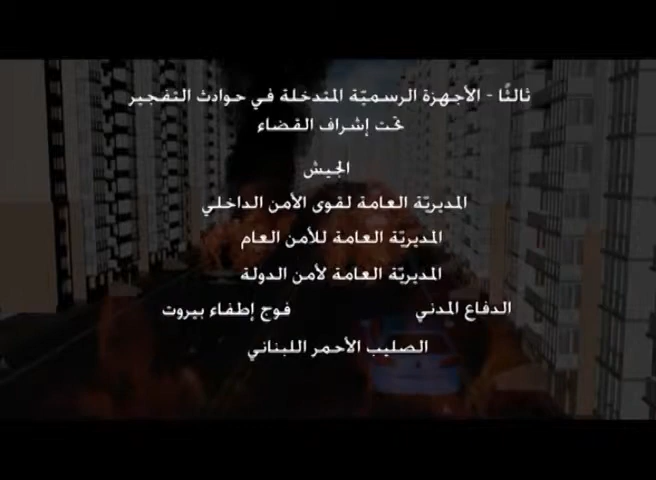 ثالثًا - الأجهزة الرسميّة المتدخلة في حوادث التفجير
تحت إشراف القضاء
الجيش
المديريّة العامة لقوى الأمن الداخلي
المديريّة العامة للأمن العام
المديريّة العامة لأمن الدولة
الدفاع المدني فوج إطفاء بيروت
الصليب الأحمر اللبناني